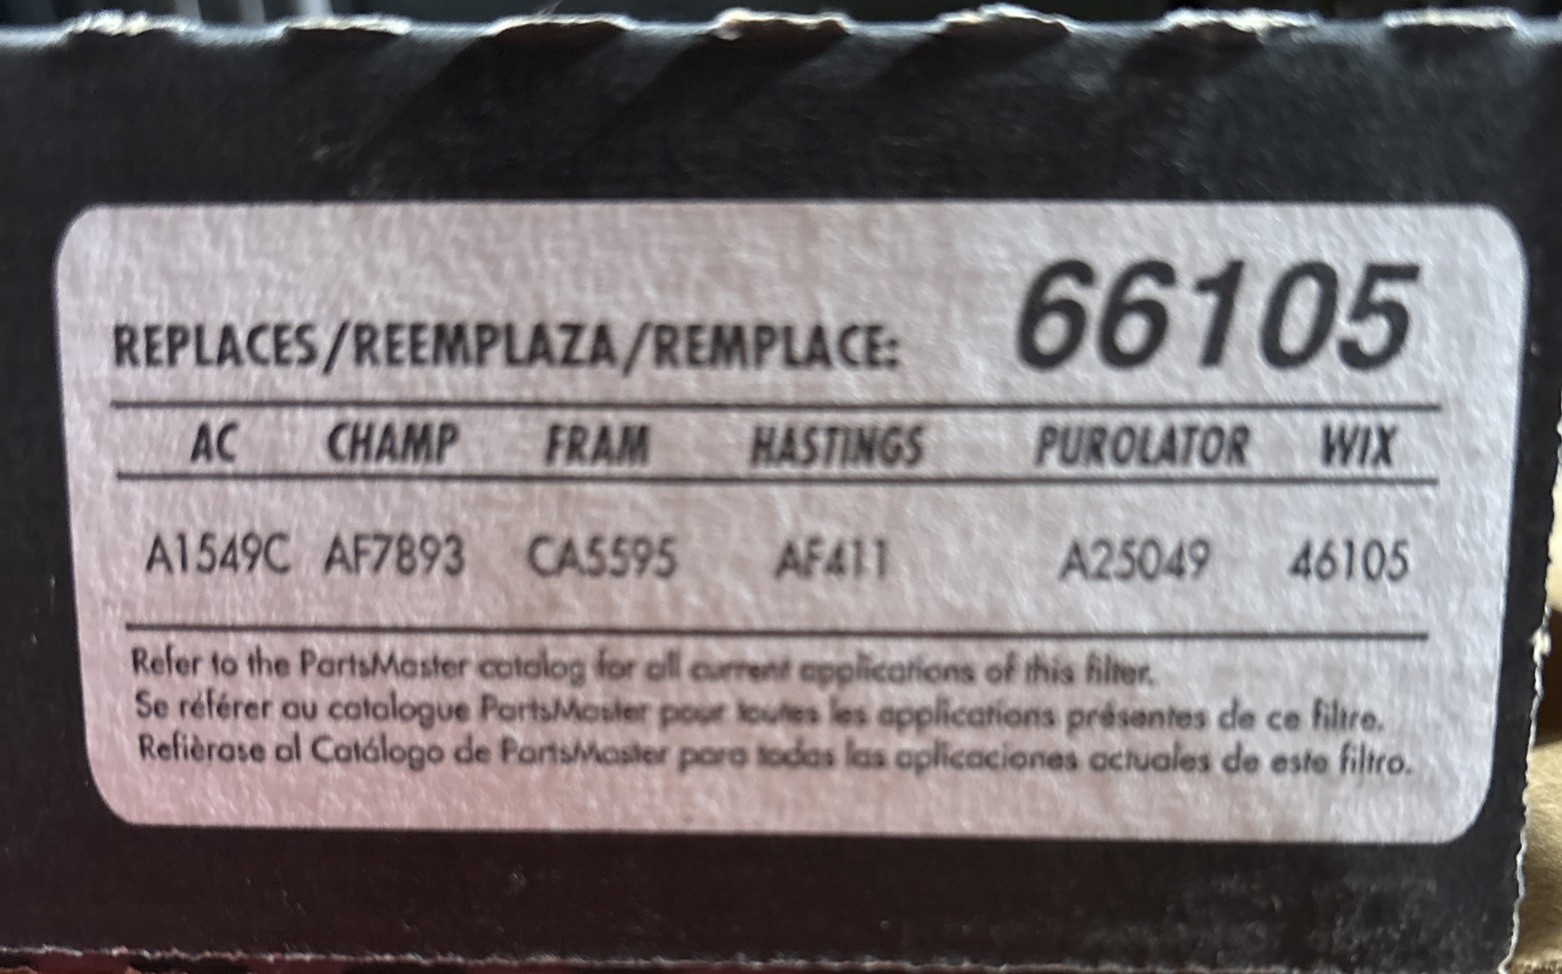 66105
REPLACES/REEMPLAZA/REMPLACE:
AC CHAMP FRAM HASTINGS PUROLATOR WIX
A1549C AF7893 CA5595 AF411 A25049 46105
Refer to the PartsMaster catalog for all current applications of this filter.
Se référer au catalogue PartsMaster pour toutes les applications présentes de ce filtre.
Refièrase al Catálogo de PartsMaster para todas las aplicaciones actuales de este filtro.